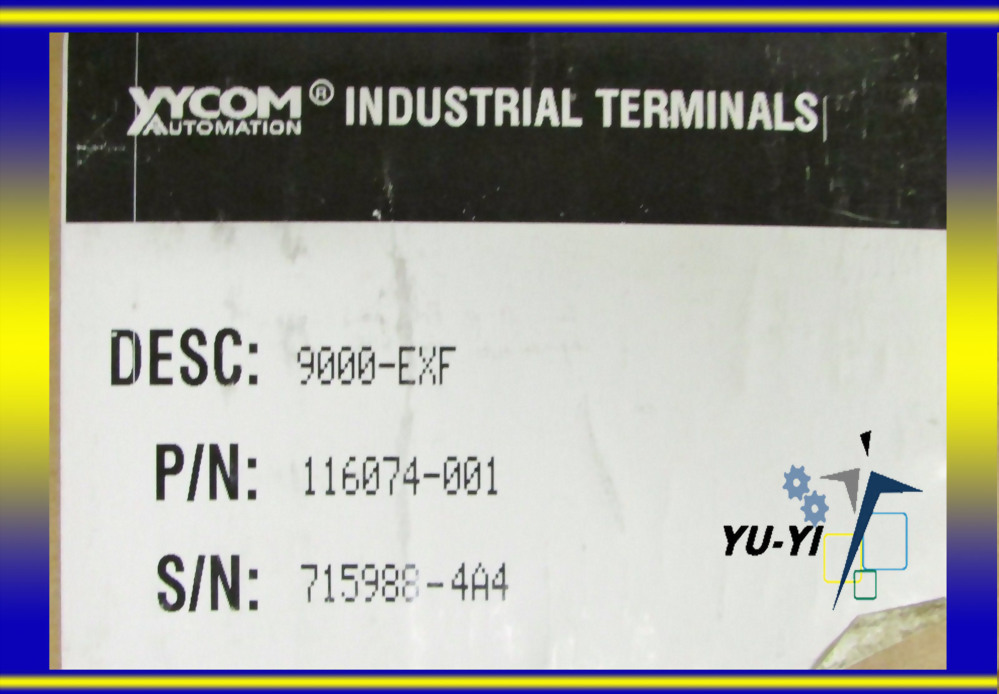 XYCOM® INDUSTRIAL TERMINALS
AUTOMATION
DESC: 9000-EXF
P/N: 116074-001
S/N: 715988-4A4
YU-YI